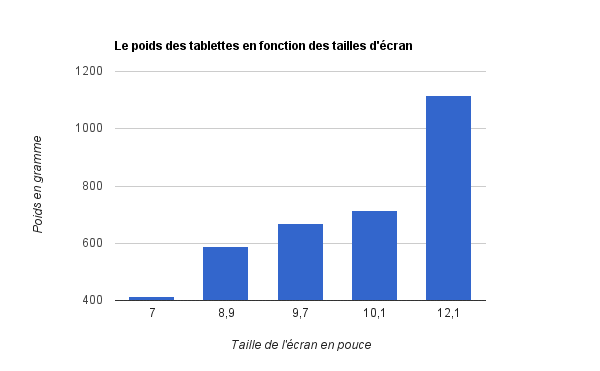 Le poids des tablettes en fonction des tailles d'écran
1200
1000
800
600
400
Poids en gramme
7 8,9 9,7 10,1 12,1
Taille de l'écran en pouce